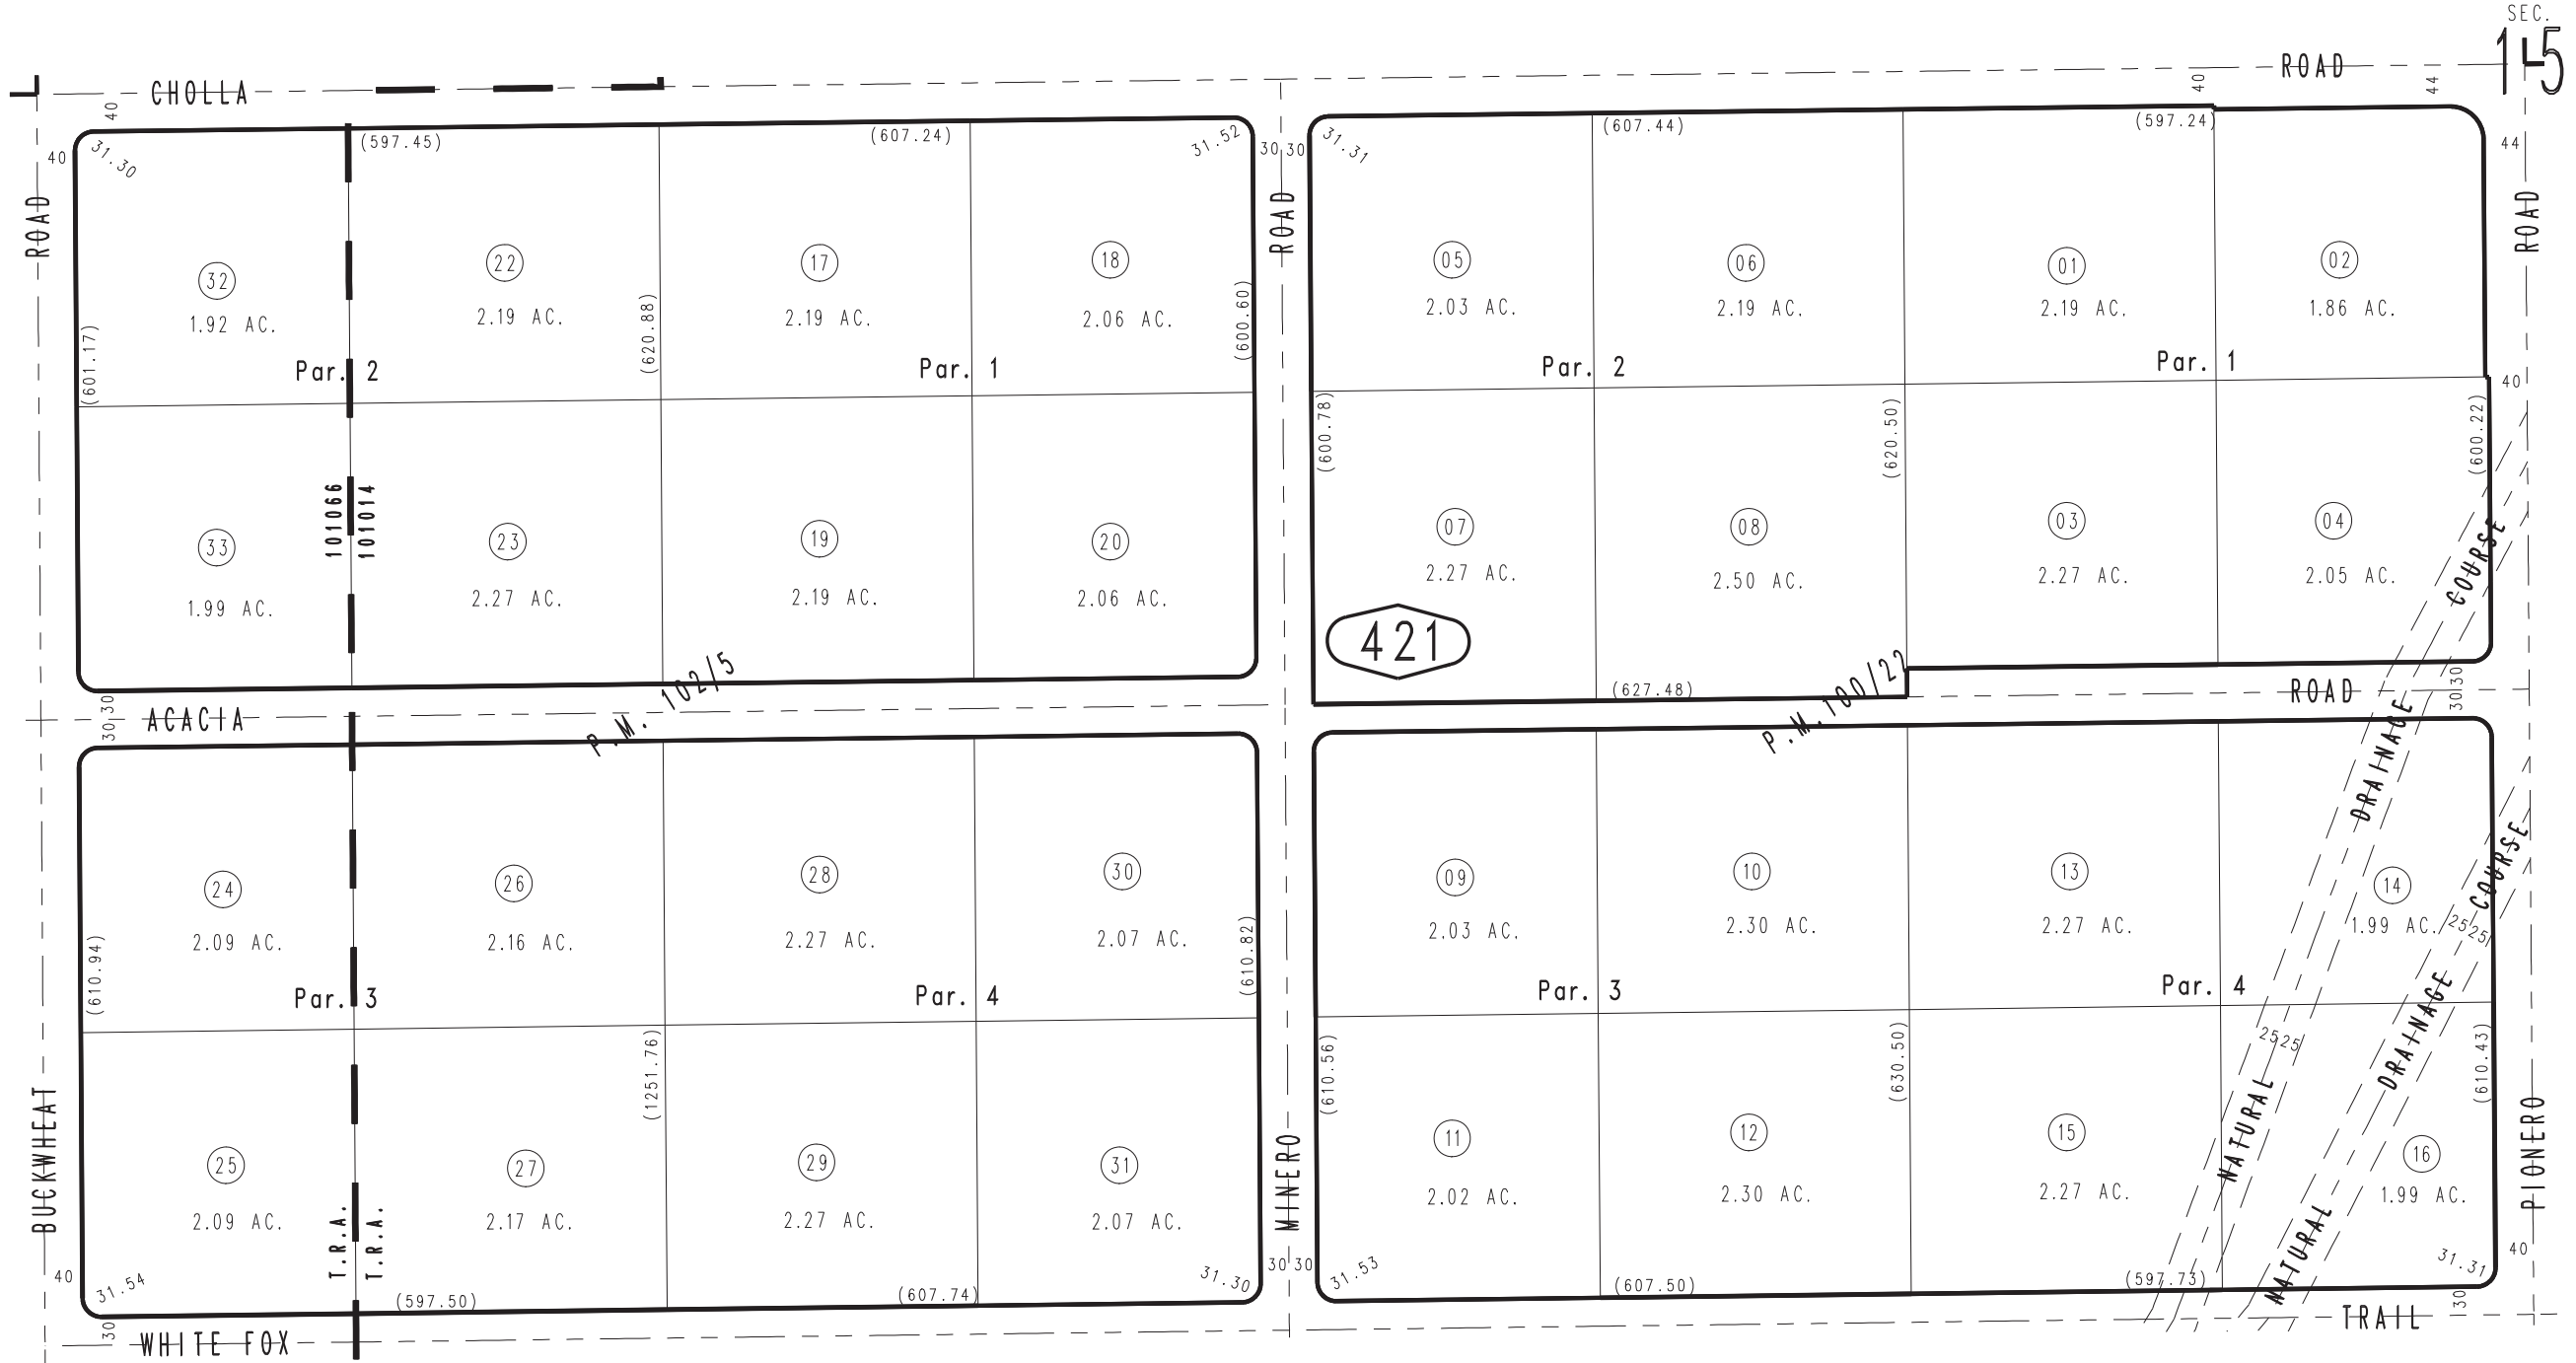 SEC.
15
CHOLLA
ROAD
40
40
44
(597.45)
(607.24)
31.52
31.31
(607.44)
(597.24)
40
31.30
30 30
44
ROAD
ROAD
ROAD
32
1.92 AC.
22
2.19 AC.
17
2.19 AC.
18
2.06 AC.
05
2.03 AC.
06
2.19 AC.
01
2.19 AC.
02
1.86 AC.
(601.17)
(620.88)
(600.60)
Par. 2
Par. 1
Par. 2
Par. 1
40
(600.78)
(620.50)
(600.22)
101066
101014
33
1.99 AC.
23
2.27 AC.
19
2.19 AC.
20
2.06 AC.
07
2.27 AC.
08
2.50 AC.
03
2.27 AC.
04
2.05 AC.
421
(627.48)
P.M. 102/5
P.M. 100/22
30 30
ACACIA
ROAD
30 30
24
2.09 AC.
26
2.16 AC.
28
2.27 AC.
30
2.07 AC.
09
2.03 AC.
10
2.30 AC.
13
2.27 AC.
14
1.99 AC.
(610.94)
(610.82)
Par. 3
Par. 4
Par. 3
Par. 4
25 25
25 25
NATURAL DRAINAGE COURSE
NATURAL DRAINAGE COURSE
(1251.76)
(610.56)
(630.50)
(610.43)
BUCKWHEAT
MINERO
PIONERO
25
2.09 AC.
27
2.17 AC.
29
2.27 AC.
31
2.07 AC.
11
2.02 AC.
12
2.30 AC.
15
2.27 AC.
16
1.99 AC.
T.R.A.
T.R.A.
40
31.54
(597.50)
(607.74)
31.30
30 30
31.53
(607.50)
(597.73)
31.31
40
30
WHITE FOX
TRAIL
30